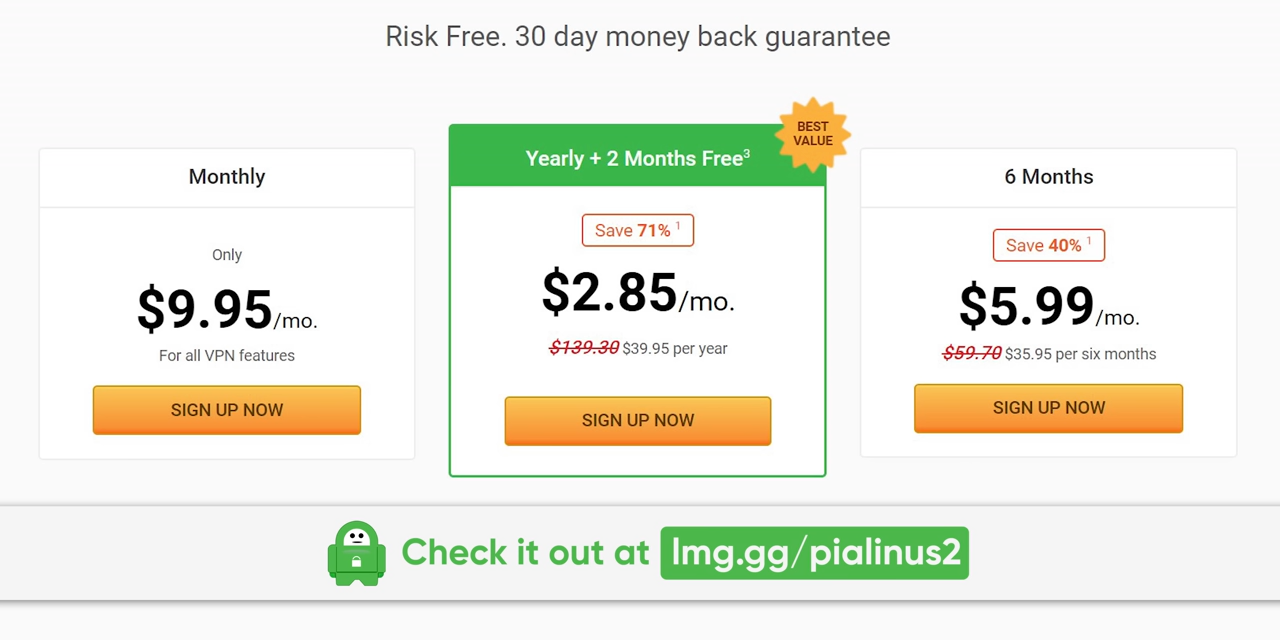 Risk Free. 30 day money back guarantee
Monthly
Only
$9.95/mo.
For all VPN features
SIGN UP NOW
BEST
VALUE
Yearly + 2 Months Free³
Save 71% ¹
$2.85/mo.
$139.30 $39.95 per year
SIGN UP NOW
6 Months
Save 40% ¹
$5.99/mo.
$59.70 $35.95 per six months
SIGN UP NOW
Check it out at lmg.gg/pialinus2